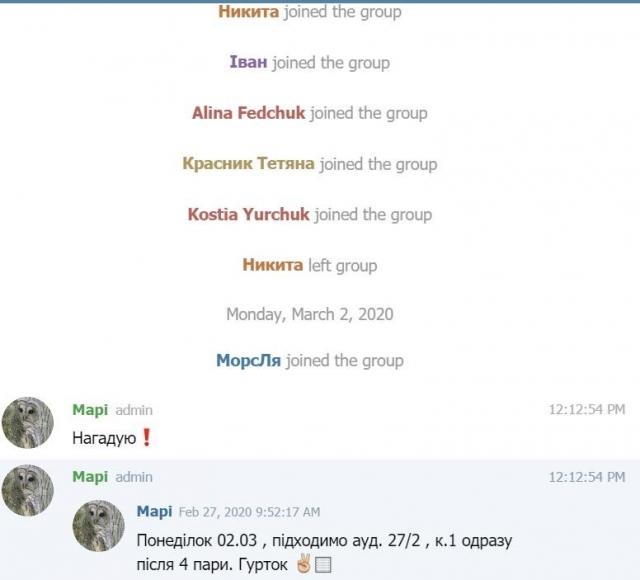 Никита joined the group
Іван joined the group
Alina Fedchuk joined the group
Красник Тетяна joined the group
Kostia Yurchuk joined the group
Никита left group
Monday, March 2, 2020
МорсЛя joined the group
Марі admin 12:12:54 PM
Нагадую❗
Марі admin 12:12:54 PM
Марі Feb 27, 2020 9:52:17 AM
Понеділок 02.03 , підходимо ауд. 27/2 , к.1 одразу
після 4 пари. Гурток ✌🏼